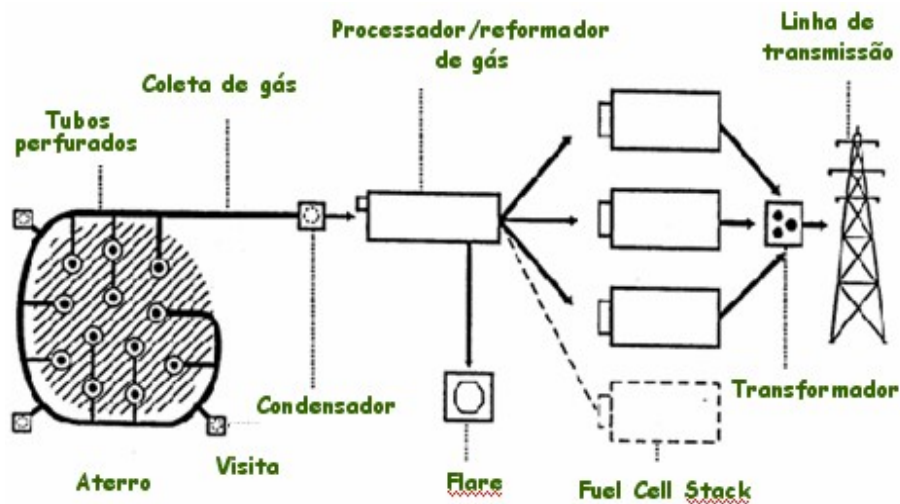 Processador/reformador
de gás
Linha de
transmissão
Coleta de gás
Tubos
perfurados
Condensador
Transformador
Aterro
Visita
Flare
Fuel Cell Stack